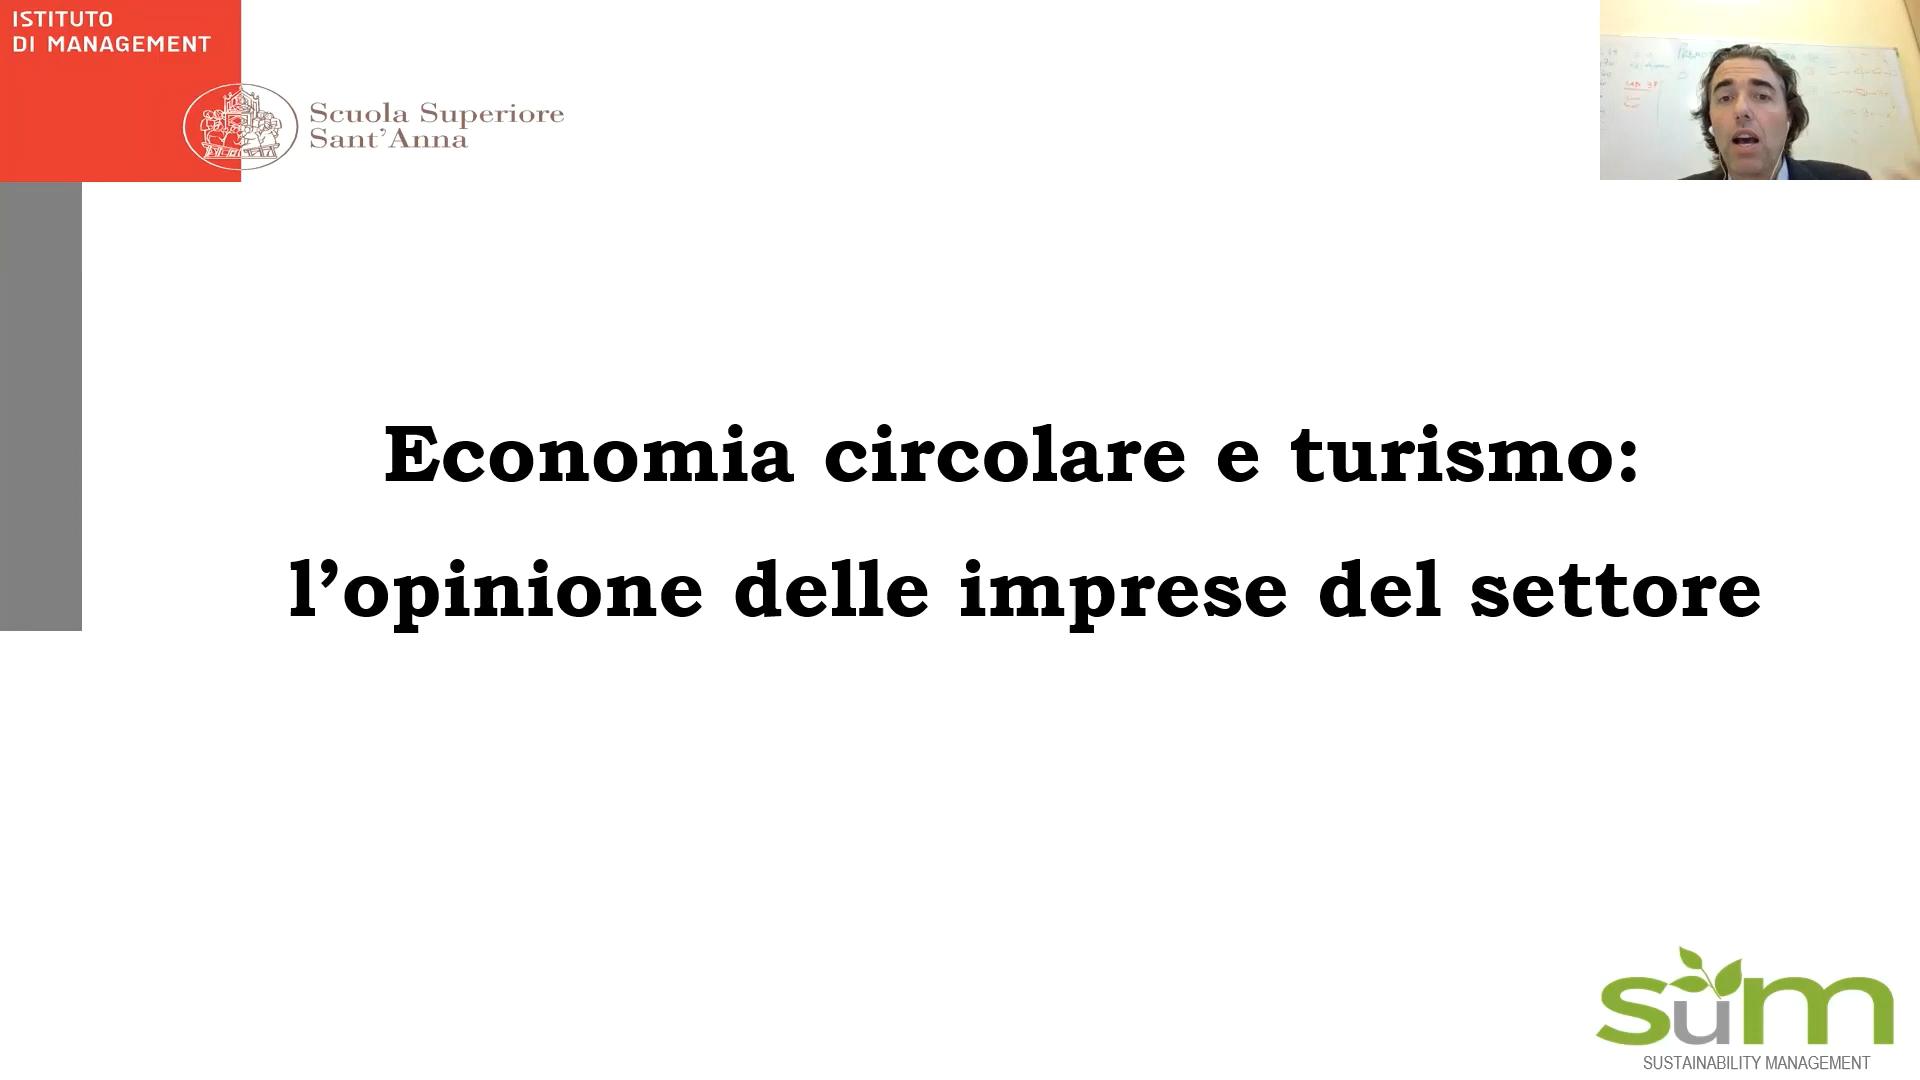 ISTITUTO
DI MANAGEMENT
Scuola Superiore
Sant'Anna
Economia circolare e turismo:
l’opinione delle imprese del settore
sum
SUSTAINABILITY MANAGEMENT